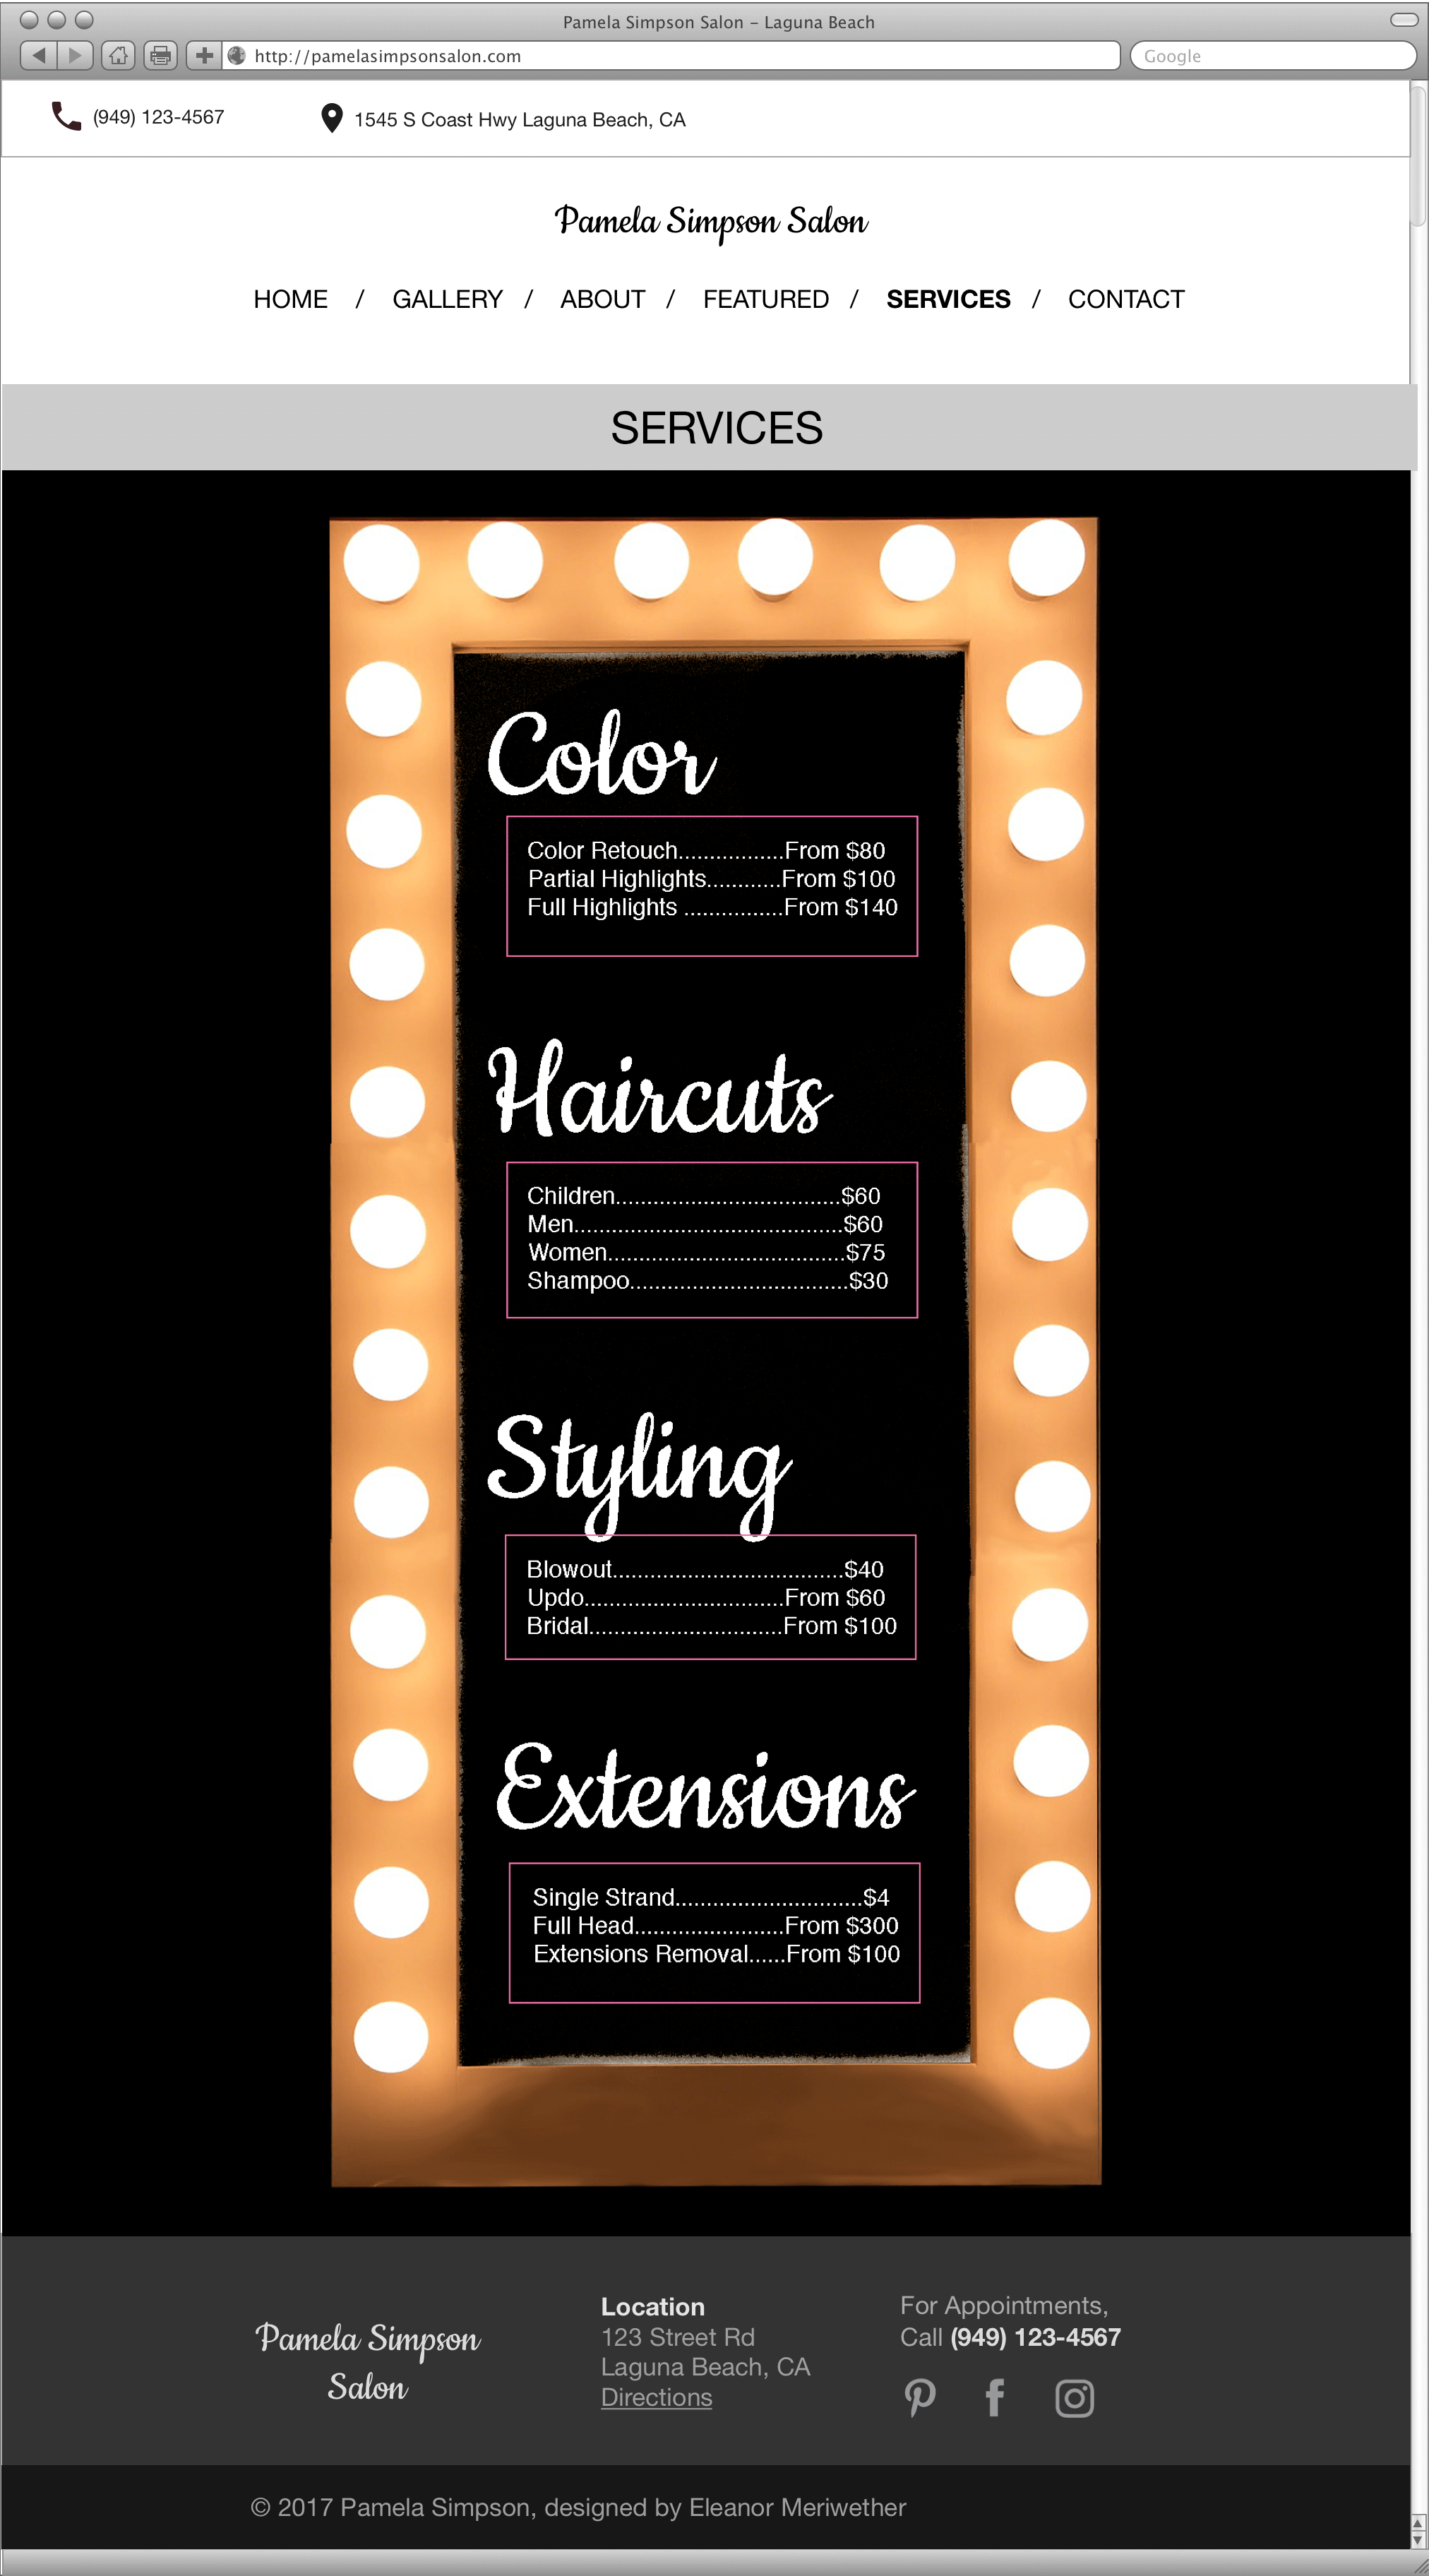 Pamela Simpson Salon – Laguna Beach
http://pamelasimpsonsalon.com
Google
(949) 123-4567
1545 S Coast Hwy Laguna Beach, CA
Pamela Simpson Salon
HOME / GALLERY / ABOUT / FEATURED / SERVICES / CONTACT
SERVICES
Color
Color Retouch.................From $80
Partial Highlights............From $100
Full Highlights ................From $140
Haircuts
Children....................................$60
Men...........................................$60
Women......................................$75
Shampoo...................................$30
Styling
Blowout.....................................$40
Updo................................From $60
Bridal...............................From $100
Extensions
Single Strand..............................$4
Full Head........................From $300
Extensions Removal......From $100
Pamela Simpson
Salon
Location
123 Street Rd
Laguna Beach, CA
Directions
For Appointments,
Call (949) 123-4567
© 2017 Pamela Simpson, designed by Eleanor Meriwether